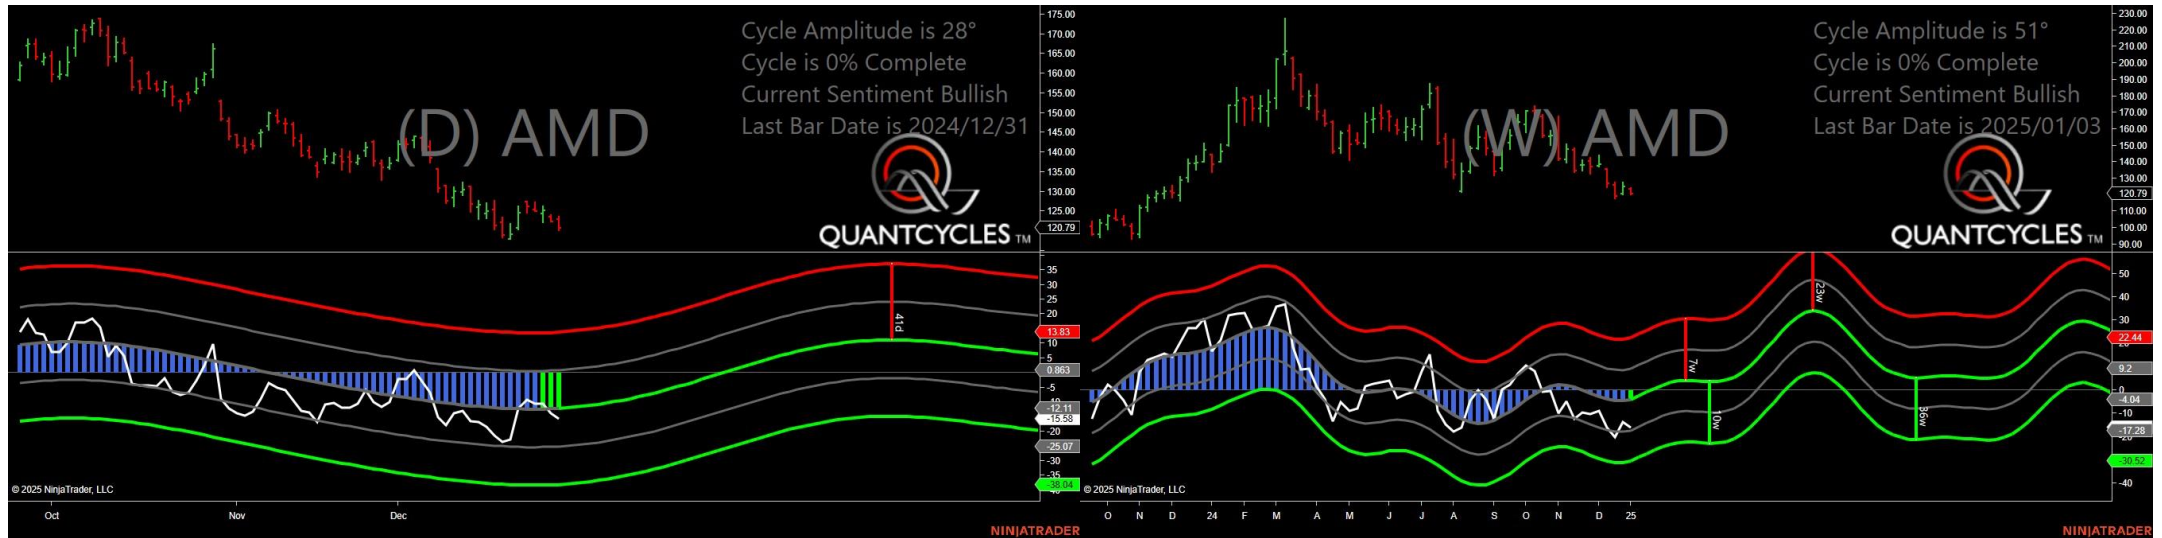 Cycle Amplitude is 28°
Cycle is 0% Complete
Current Sentiment Bullish
Last Bar Date is 2024/12/31
(D) AMD
QUANTCYCLES TM
175.00
170.00
165.00
160.00
155.00
150.00
145.00
140.00
135.00
130.00
125.00
120.79
35
30
25
20
13.83
10
5
0.863
-5
-12.11
-15.58
-20
-25.07
-30
-35
-38.04
41d
© 2025 NinjaTrader, LLC
Oct
Nov
Dec
NINJATRADER
Cycle Amplitude is 51°
Cycle is 0% Complete
Current Sentiment Bullish
Last Bar Date is 2025/01/03
(W) AMD
QUANTCYCLES TM
230.00
220.00
210.00
200.00
190.00
180.00
170.00
160.00
150.00
140.00
130.00
120.79
110.00
100.00
90.00
50
40
30
22.44
9.2
0
-4.04
-10
-17.28
-30.52
-40
7w
10w
23w
36w
© 2025 NinjaTrader, LLC
O N D 24 F M A M J J A S O N D 25
NINJATRADER